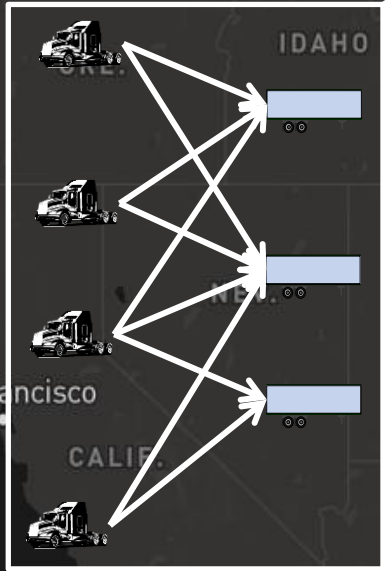 IDAHO
ORE.
NEV.
ancisco
CALIF.